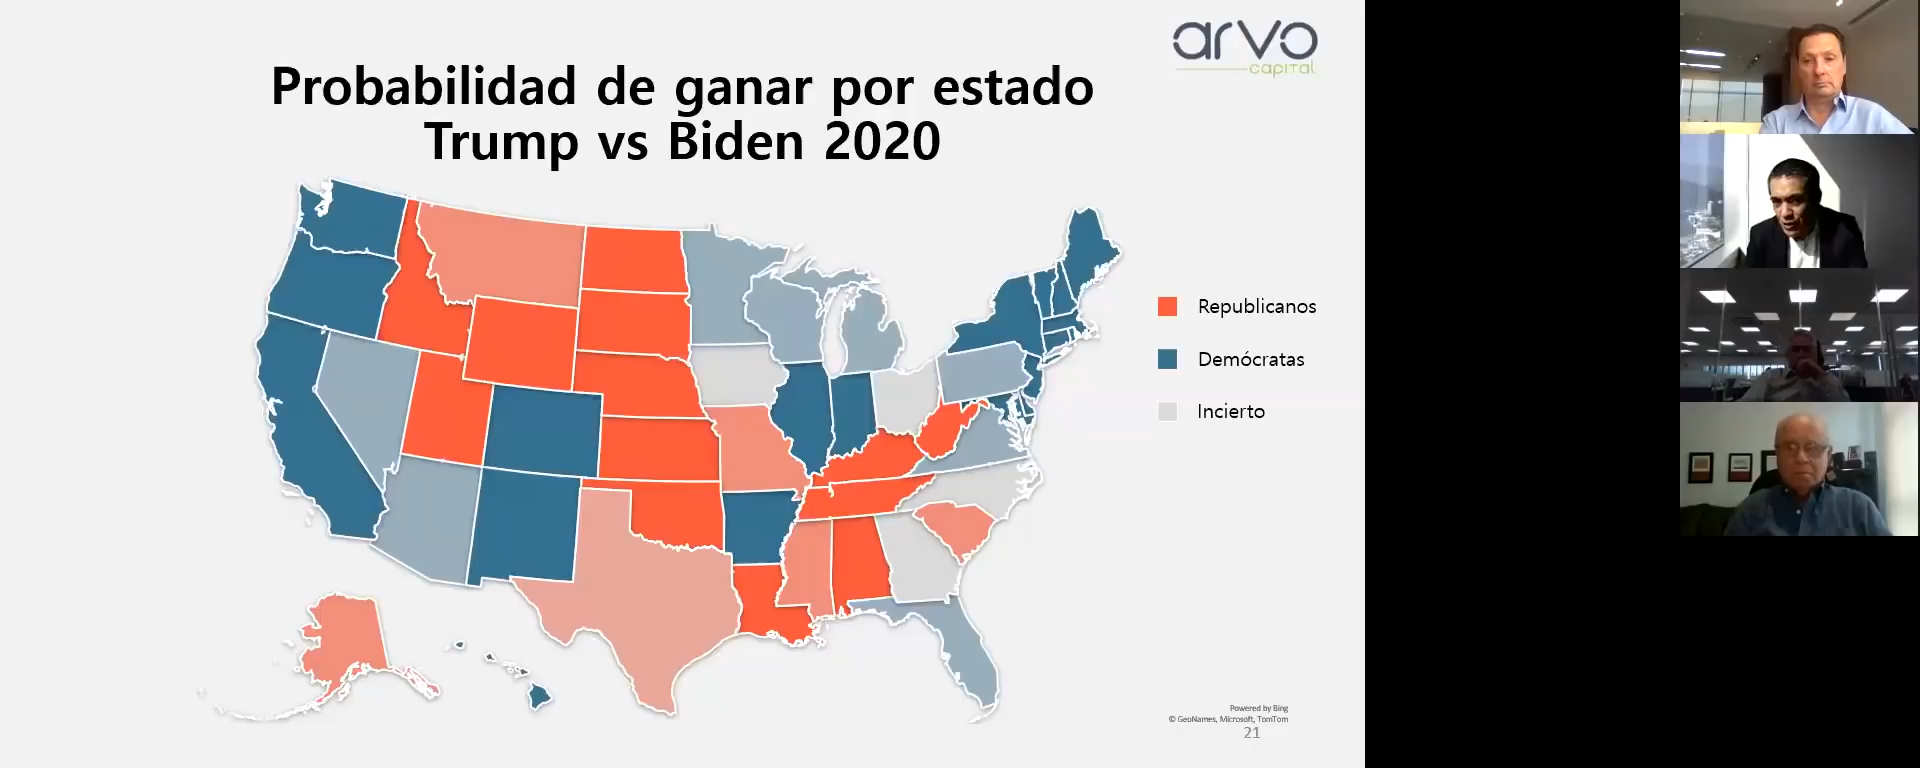 arvo
capital
Probabilidad de ganar por estado
Trump vs Biden 2020
Republicanos
Demócratas
Incierto
Powered by Bing
© GeoNames, Microsoft, TomTom
21